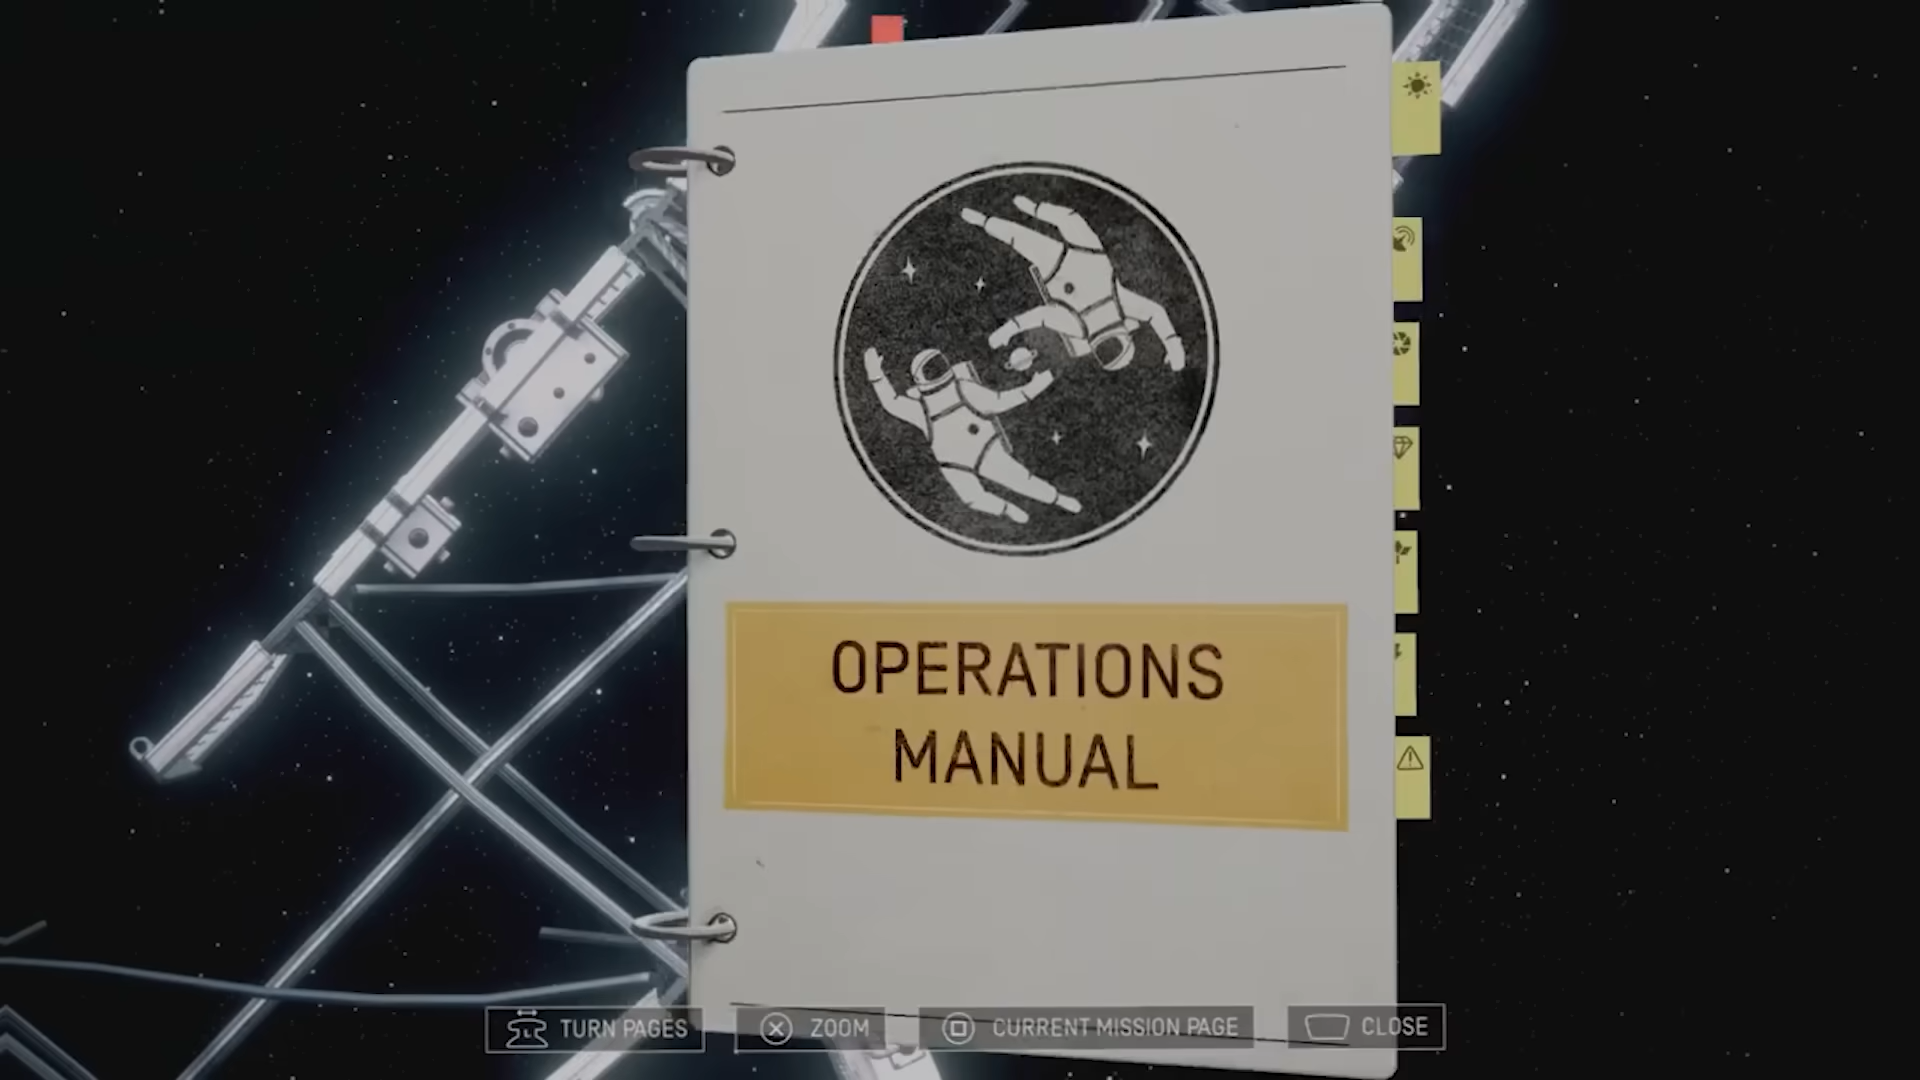 OPERATIONS
MANUAL
TURN PAGES
ZOOM
CURRENT MISSION PAGE
CLOSE